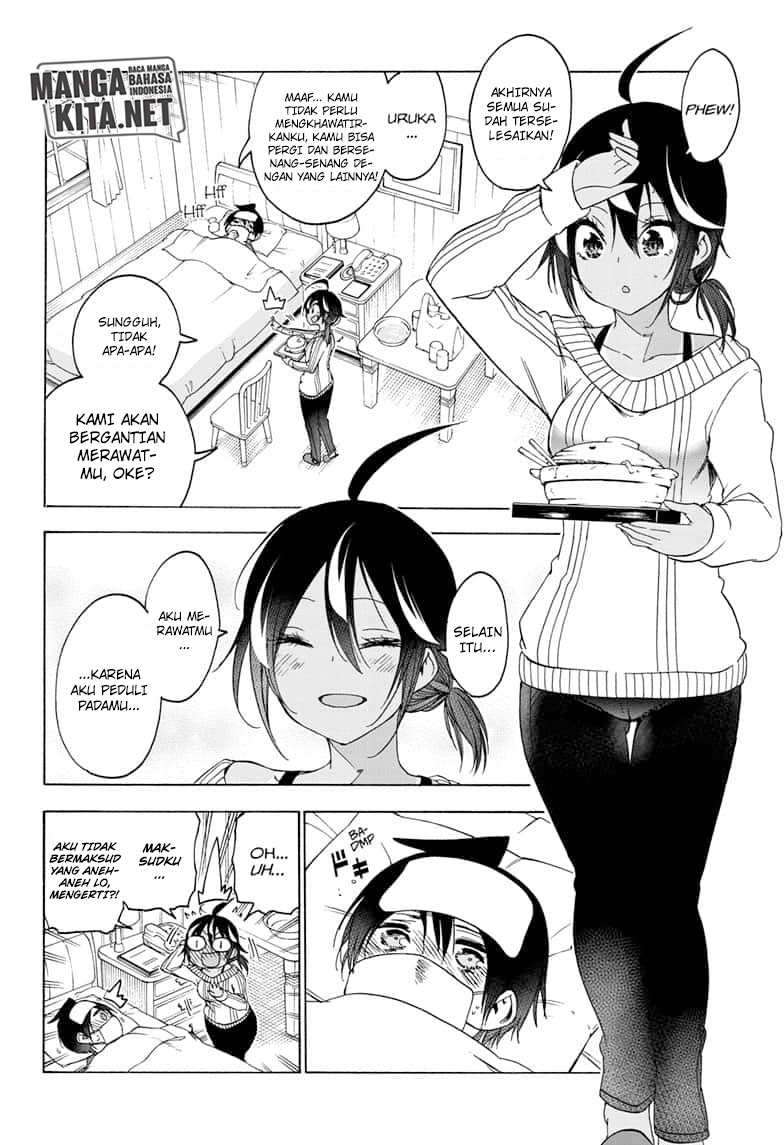 MANGA
KITA.NET
BACA MANGA
BAHASA
INDONESIA
PHEW!
AKHIRNYA
SEMUA SU-
DAH TERSE-
LESAIKAN!
URUKA
...
MAAF... KAMU
TIDAK PERLU
MENGKHAWATIR-
KANKU, KAMU BISA
PERGI DAN BERSE-
NANG-SENANG DE-
NGAN YANG LAINNYA!
Hff
Hff
SUNGGUH,
TIDAK
APA-APA!
KAMI AKAN
BERGANTIAN
MERAWAT-
MU, OKE?
SELAIN
ITU...
AKU ME-
RAWATMU
...
...KARENA
AKU PEDULI
PADAMU...
BA-
DMP
ドキ
OH...
UH...
MAK-
SUDKU
...
AKU TIDAK
BERMAKSUD
YANG ANEH-
ANEH LO,
MENGERTI?!